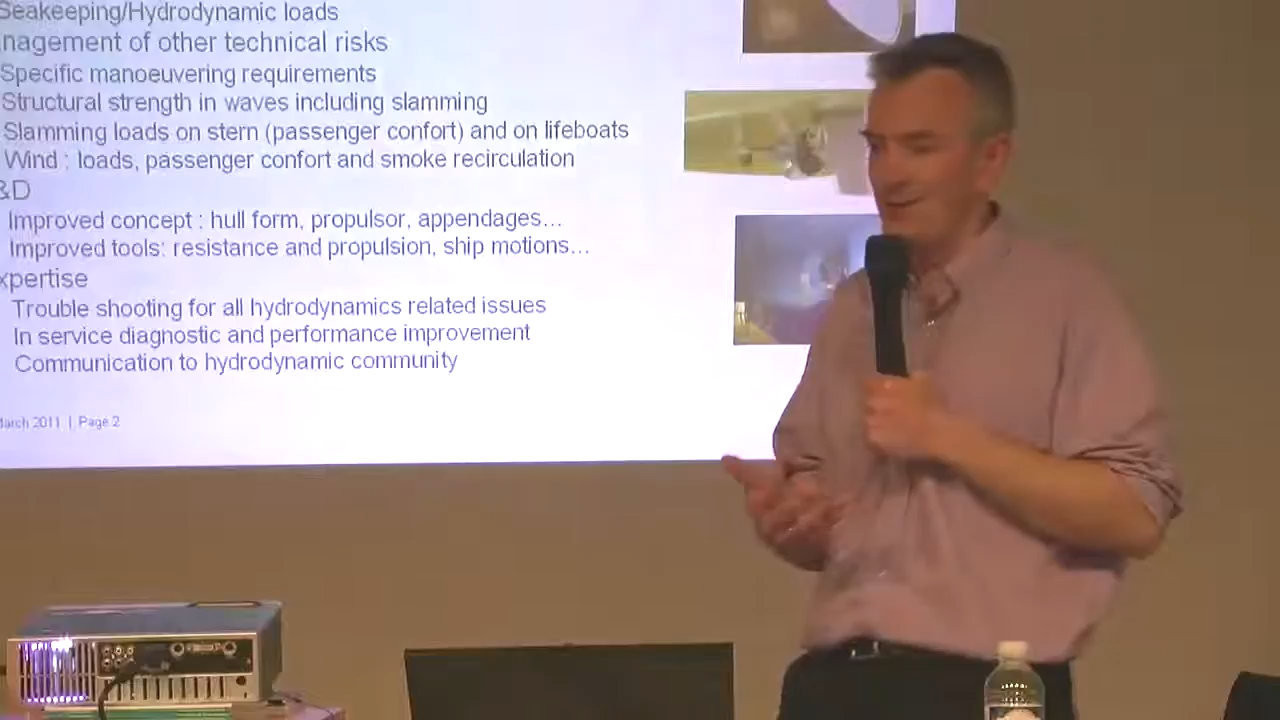 Seakeeping/Hydrodynamic loads
nagement of other technical risks
Specific manoeuvering requirements
Structural strength in waves including slamming
Slamming loads on stern (passenger confort) and on lifeboats
Wind : loads, passenger confort and smoke recirculation
&D
Improved concept : hull form, propulsor, appendages...
Improved tools: resistance and propulsion, ship motions...
xpertise
Trouble shooting for all hydrodynamics related issues
In service diagnostic and performance improvement
Communication to hydrodynamic community
March 2011 | Page 2